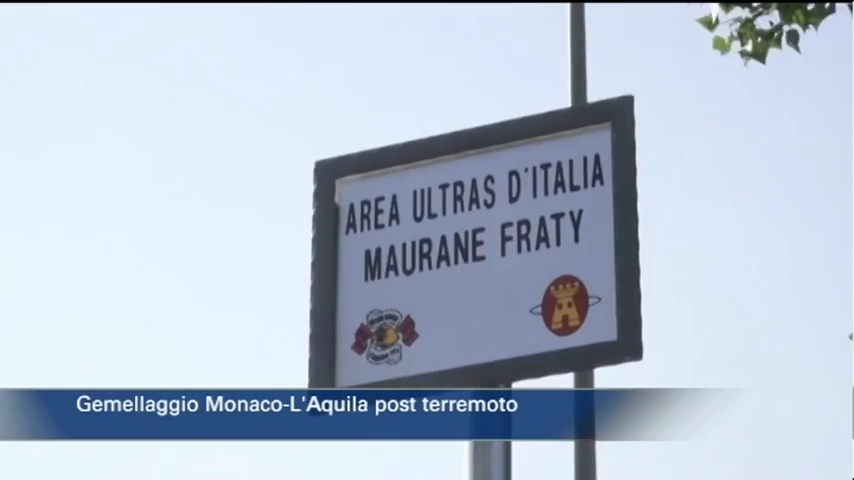 AREA ULTRAS D'ITALIA
MAURANE FRATY
Gemellaggio Monaco-L'Aquila post terremoto